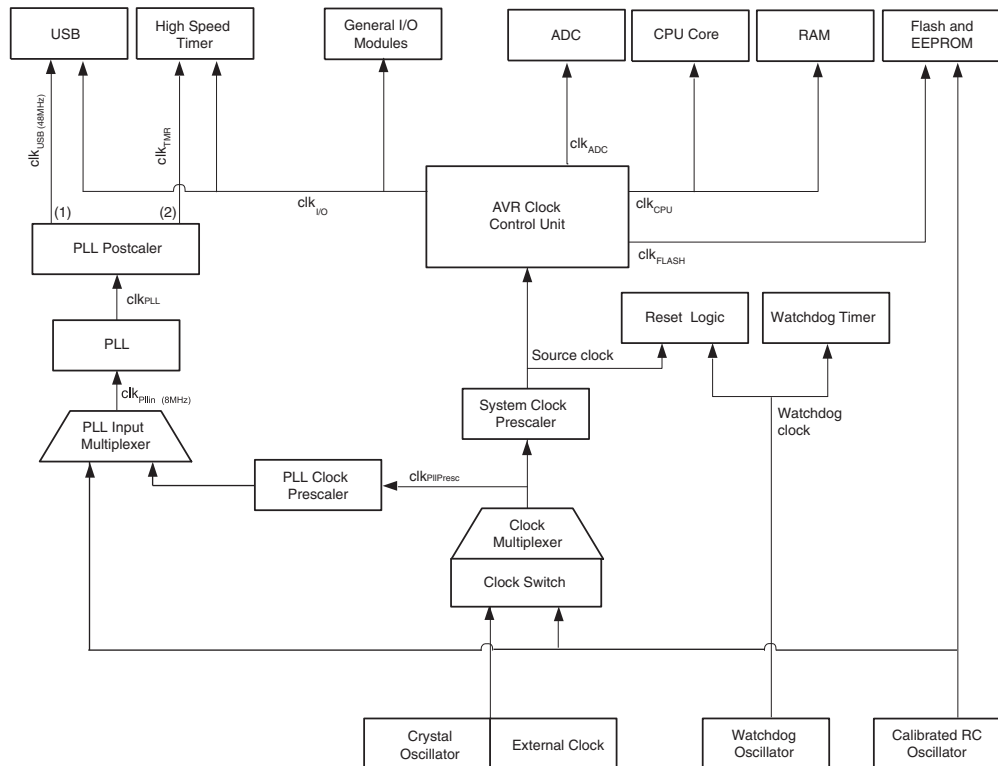 USB
High Speed
Timer
General I/O
Modules
ADC
CPU Core
RAM
Flash and
EEPROM
clkUSB (48MHz)
clkTMR
clkADC
clkI/O
AVR Clock
Control Unit
clkCPU
clkFLASH
(1)
(2)
PLL Postcaler
clkPLL
PLL
clkPllin (8MHz)
PLL Input
Multiplexer
Reset Logic
Watchdog Timer
Source clock
System Clock
Prescaler
Watchdog
clock
PLL Clock
Prescaler
clkPllPresc
Clock
Multiplexer
Clock Switch
Crystal
Oscillator
External Clock
Watchdog
Oscillator
Calibrated RC
Oscillator